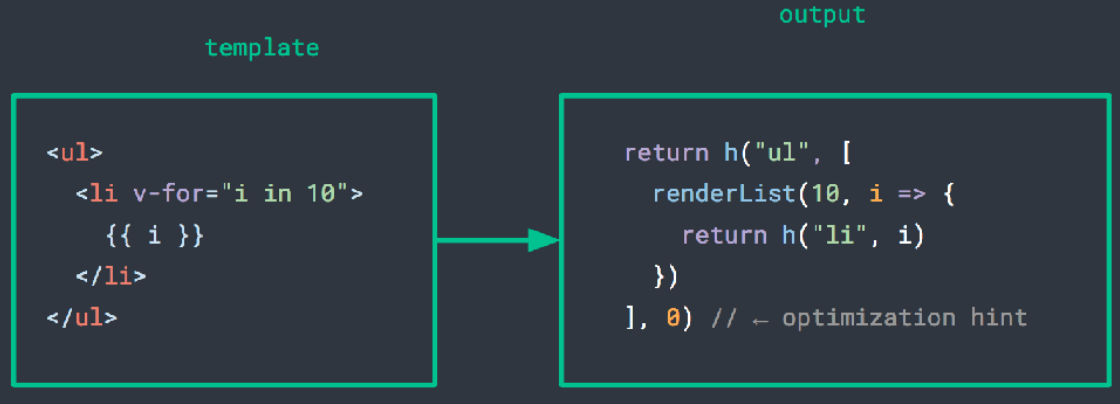 template
<ul>
  <li v-for="i in 10">
    {{ i }}
  </li>
</ul>
output
return h("ul", [
  renderList(10, i => {
    return h("li", i)
  })
], 0) // ← optimization hint